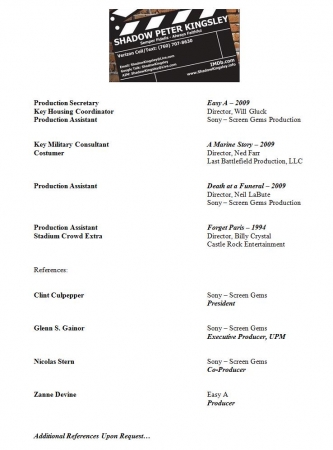 SHADOW PETER KINGSLEY
Semper Fidelis - Always Faithful
Verizon Cell/Text: (760) 707-8630
IMDb.com
www.ShadowKingsley.info
Production Secretary Easy A – 2009
Key Housing Coordinator Director, Will Gluck
Production Assistant Sony – Screen Gems Production
Key Military Consultant A Marine Story – 2009
Costumer Director, Ned Farr
Last Battlefield Production, LLC
Production Assistant Death at a Funeral – 2009
Director, Neil LaBute
Sony – Screen Gems Production
Production Assistant Forget Paris – 1994
Stadium Crowd Extra Director, Billy Crystal
Castle Rock Entertainment
References:
Clint Culpepper Sony – Screen Gems
President
Glenn S. Gainor Sony – Screen Gems
Executive Producer, UPM
Nicolas Stern Sony – Screen Gems
Co-Producer
Zanne Devine Easy A
Producer
Additional References Upon Request…